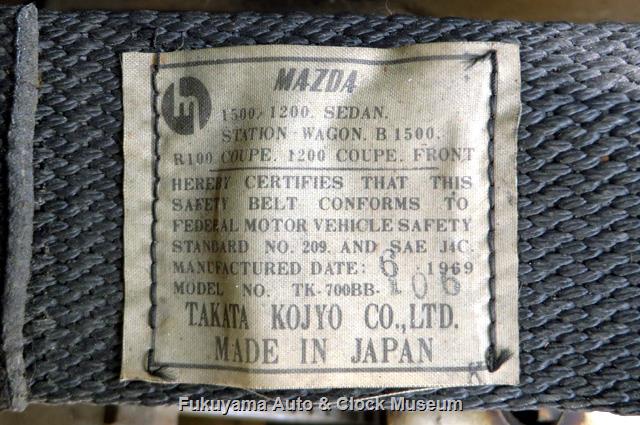 MAZDA
1500. 1200. SEDAN.
STATION-WAGON. B 1500.
R100 COUPE. 1200 COUPE. FRONT
HEREBY CERTIFIES THAT THIS
SAFETY BELT CONFORMS TO
FEDERAL MOTOR VEHICLE SAFETY
STANDARD NO. 209. AND SAE J4C.
MANUFACTURED DATE: 6 1969
MODEL NO. TK-700BB-106
TAKATA KOJYO CO.,LTD.
MADE IN JAPAN
Fukuyama Auto & Clock Museum